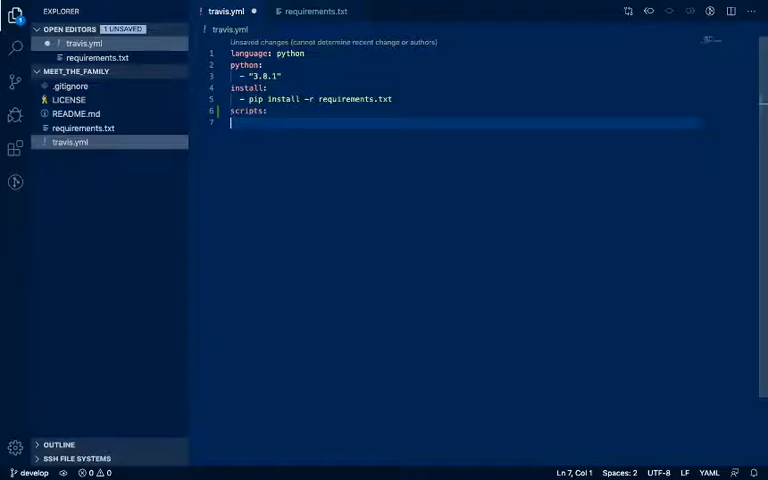 EXPLORER
OPEN EDITORS 1 UNSAVED
travis.yml
requirements.txt
MEET_THE_FAMILY
.gitignore
LICENSE
README.md
requirements.txt
! travis.yml
OUTLINE
SSH FILE SYSTEMS
! travis.yml
requirements.txt
! travis.yml
Unsaved changes (cannot determine recent change or authors)
1 language: python
2 python:
3 - "3.8.1"
4 install:
5 - pip install -r requirements.txt
6 scripts:
7
develop 0 0
Ln 7, Col 1 Spaces: 2 UTF-8 LF YAML